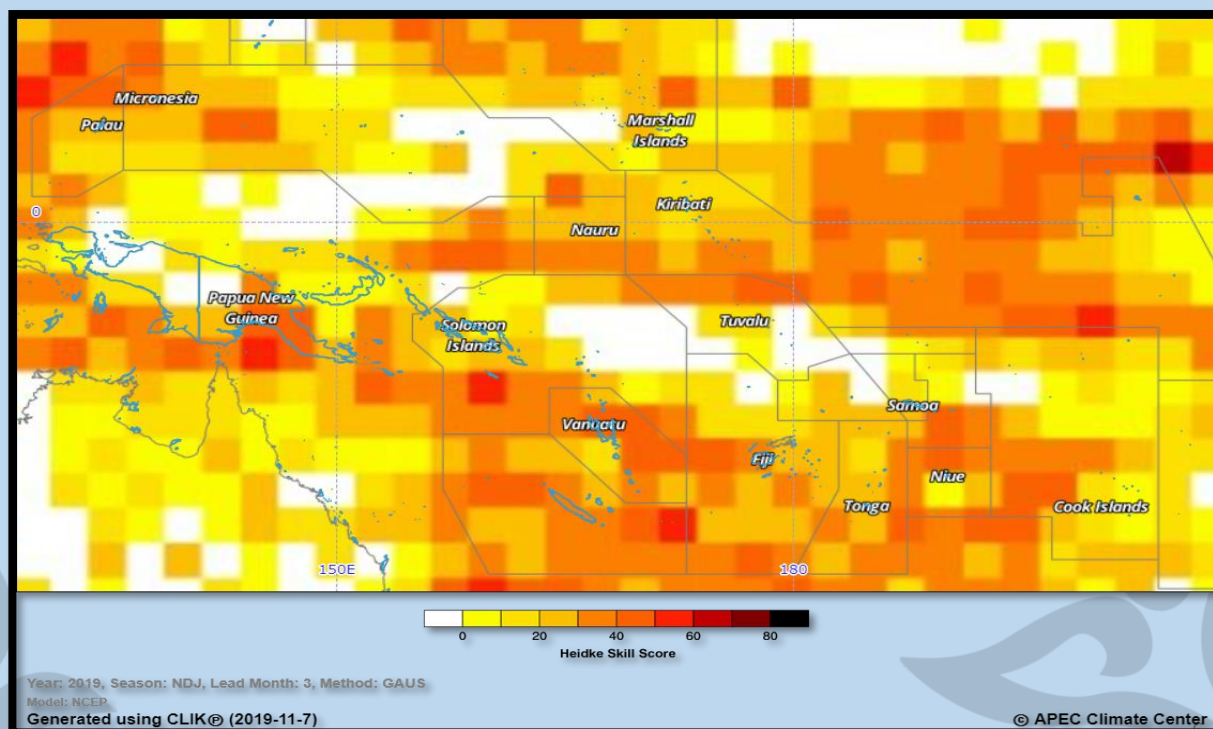 Micronesia
Palau
Marshall
Islands
0
Kiribati
Nauru
Papua New
Guinea
Solomon
Islands
Tuvalu
Samoa
Vanuatu
Fiji
Niue
Tonga
Cook Islands
150E
180
0 20 40 60 80
Heidke Skill Score
Year: 2019, Season: NDJ, Lead Month: 3, Method: GAUS
Model: NCEP
Generated using CLIK® (2019-11-7)
© APEC Climate Center